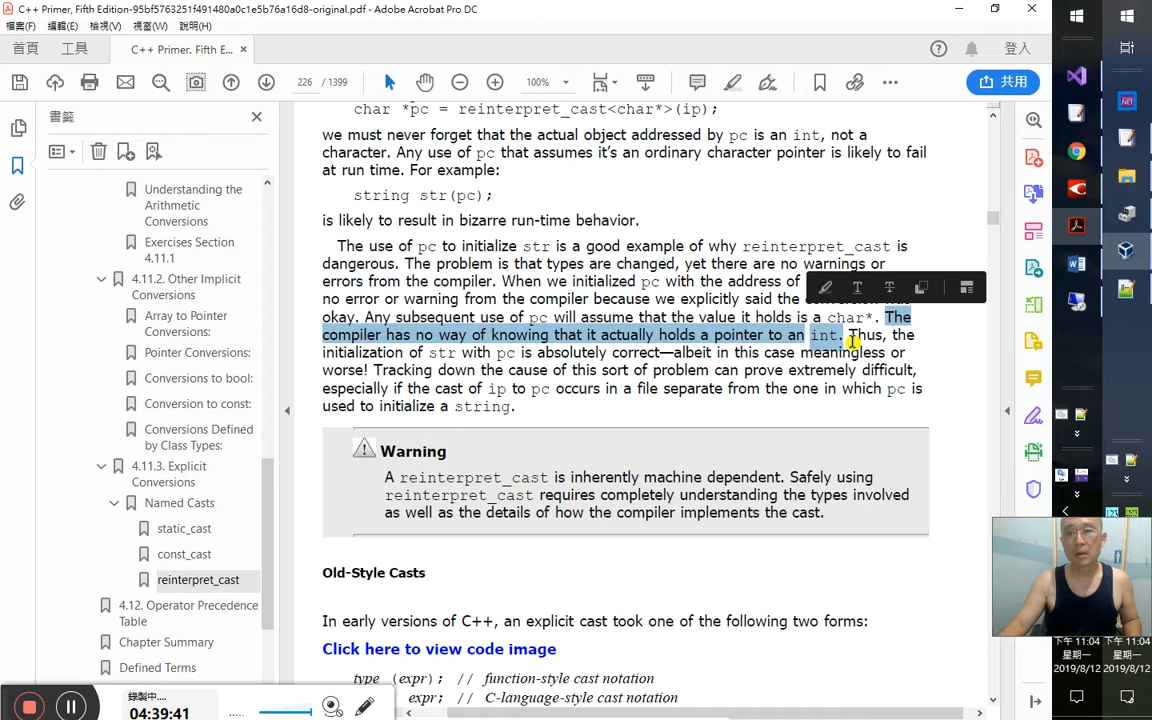 C++ Primer, Fifth Edition-95bf5763251f491480a0c1e5b76a16d8-original.pdf - Adobe Acrobat Pro DC
檔案(F) 編輯(E) 檢視(V) 視窗(W) 說明(H)
首頁 工具 C++ Primer, Fifth E... × 登入
226 / 1399 100% 共用
書籤
Understanding the
Arithmetic
Conversions
Exercises Section
4.11.1
4.11.2. Other Implicit
Conversions
Array to Pointer
Conversions:
Pointer Conversions:
Conversions to bool:
Conversion to const:
Conversions Defined
by Class Types:
4.11.3. Explicit
Conversions
Named Casts
static_cast
const_cast
reinterpret_cast
4.12. Operator Precedence
Table
Chapter Summary
Defined Terms
char *pc = reinterpret_cast<char*>(ip);
we must never forget that the actual object addressed by pc is an int, not a
character. Any use of pc that assumes it's an ordinary character pointer is likely to fail
at run time. For example:
string str(pc);
is likely to result in bizarre run-time behavior.
The use of pc to initialize str is a good example of why reinterpret_cast is
dangerous. The problem is that types are changed, yet there are no warnings or
errors from the compiler. When we initialized pc with the address of
no error or warning from the compiler because we explicitly said the
okay. Any subsequent use of pc will assume that the value it holds is a char*. The
compiler has no way of knowing that it actually holds a pointer to an int. Thus, the
initialization of str with pc is absolutely correct—albeit in this case meaningless or
worse! Tracking down the cause of this sort of problem can prove extremely difficult,
especially if the cast of ip to pc occurs in a file separate from the one in which pc is
used to initialize a string.
Warning
A reinterpret_cast is inherently machine dependent. Safely using
reinterpret_cast requires completely understanding the types involved
as well as the details of how the compiler implements the cast.
Old-Style Casts
In early versions of C++, an explicit cast took one of the following two forms:
Click here to view code image
type (expr); // function-style cast notation
expr; // C-language-style cast notation
錄製中...
04:39:41
下午 11:04 下午 11:04
星期一 星期一
2019/8/12 2019/8/12